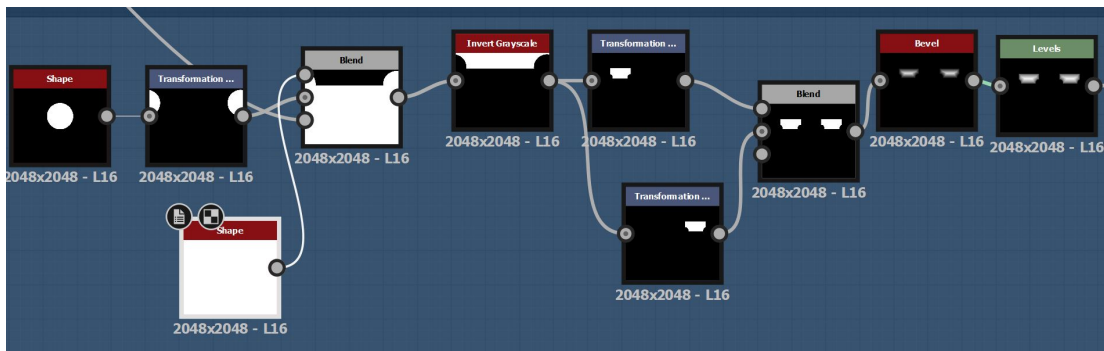 Shape
2048x2048 - L16
Transformation ...
2048x2048 - L16
Blend
2048x2048 - L16
Shape
2048x2048 - L16
Invert Grayscale
2048x2048 - L16
Transformation ...
2048x2048 - L16
Transformation ...
2048x2048 - L16
Blend
2048x2048 - L16
Bevel
2048x2048 - L16
Levels
2048x2048 - L16